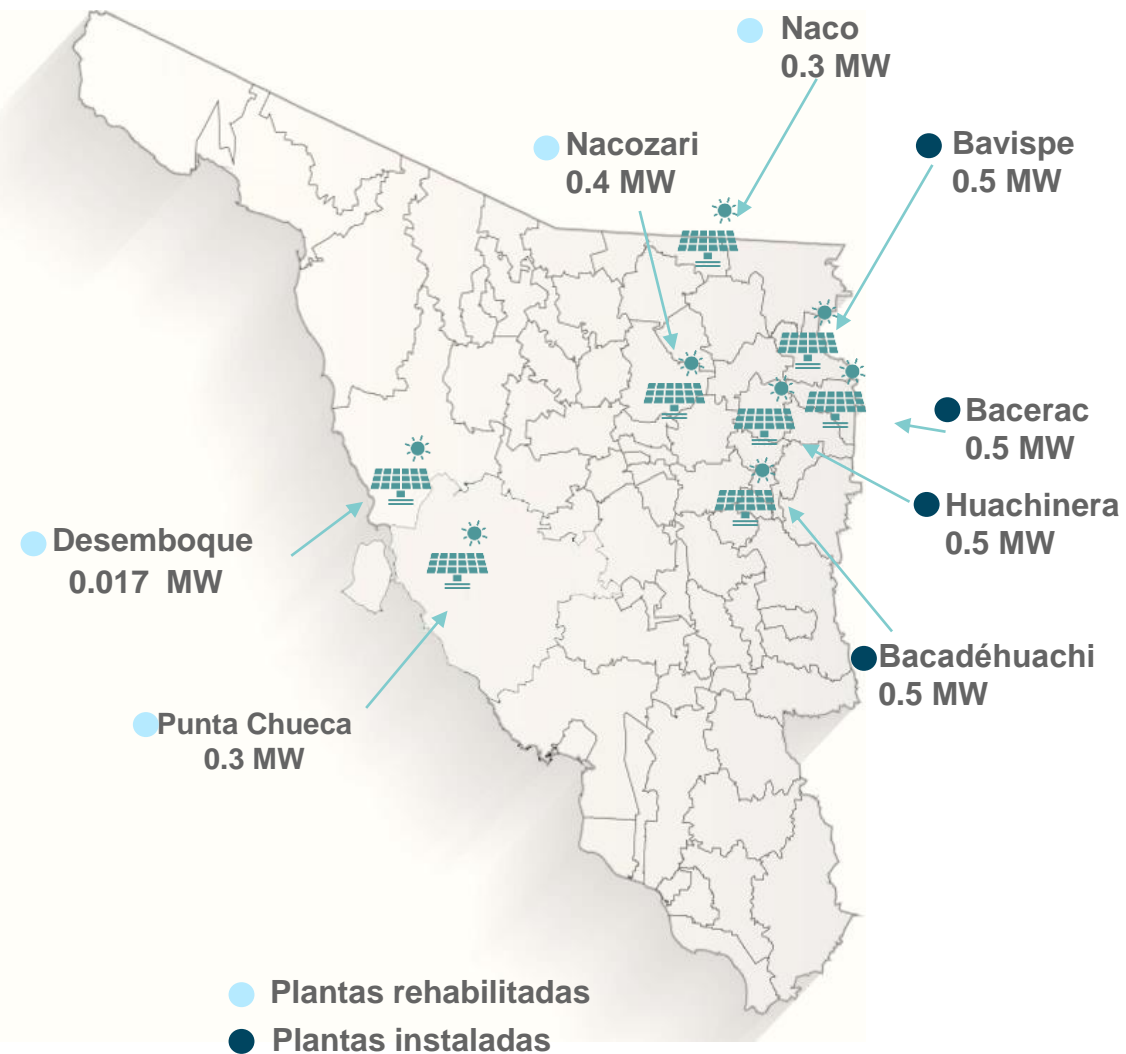 Naco
0.3 MW
Nacozari
0.4 MW
Bavispe
0.5 MW
Bacerac
0.5 MW
Huachinera
0.5 MW
Desemboque
0.017 MW
Bacadéhuachi
0.5 MW
Punta Chueca
0.3 MW
Plantas rehabilitadas
Plantas instaladas